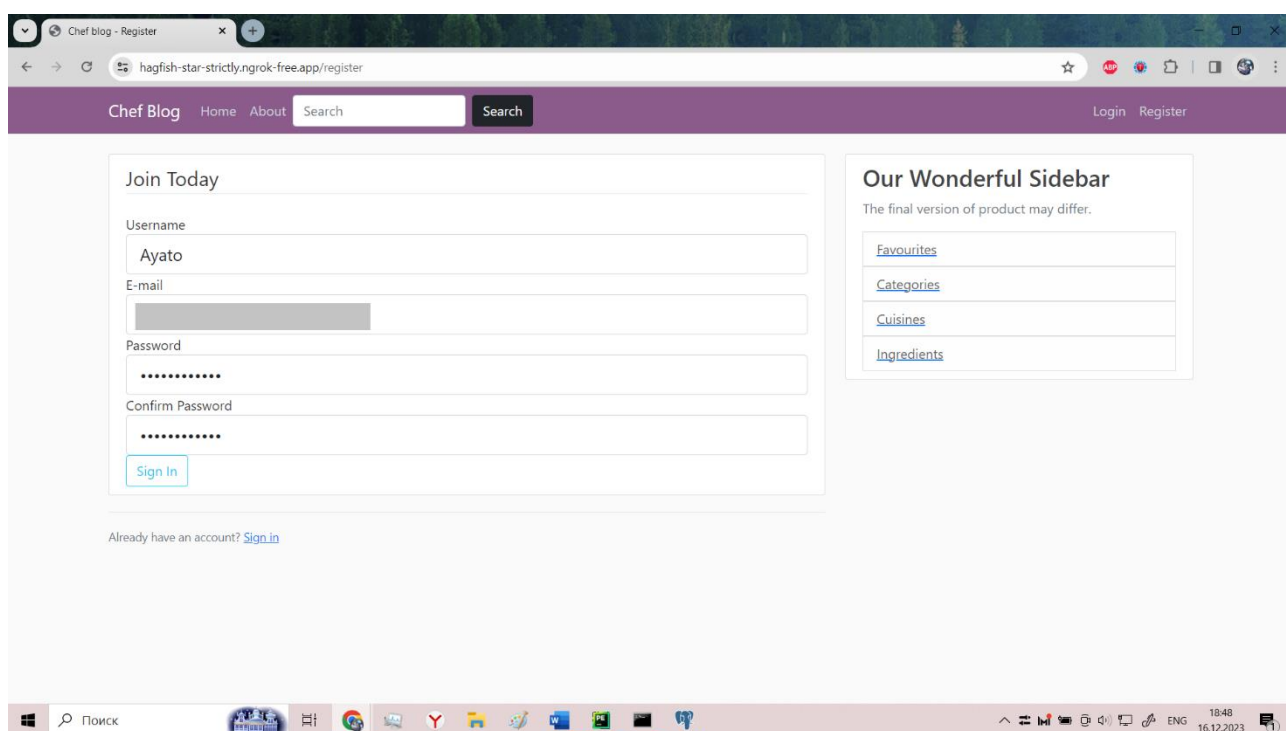 Chef blog - Register
hagfish-star-strictly.ngrok-free.app/register
ABP
Chef Blog Home About Search Search Login Register
Join Today
Username
Ayato
E-mail
Password
••••••••••••
Confirm Password
••••••••••••
Sign In
Already have an account? Sign in
Our Wonderful Sidebar
The final version of product may differ.
Favourites
Categories
Cuisines
Ingredients
Поиск
ENG
18:48
16.12.2023